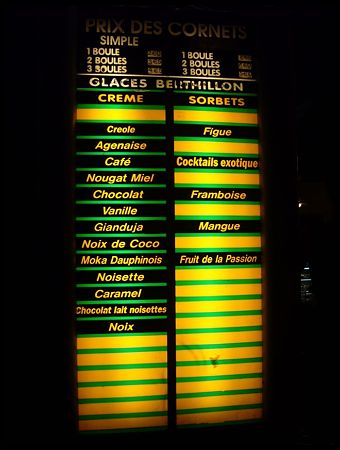 PRIX DES CORNETS
SIMPLE
1 BOULE
2 BOULES
3 BOULES
1 BOULE
2 BOULES
3 BOULES
GLACES BERTHILLON
CREME
Creole
Agenaise
Café
Nougat Miel
Chocolat
Vanille
Gianduja
Noix de Coco
Moka Dauphinois
Noisette
Caramel
Chocolat lait noisettes
Noix
SORBETS
Figue
Cocktails exotique
Framboise
Mangue
Fruit de la Passion